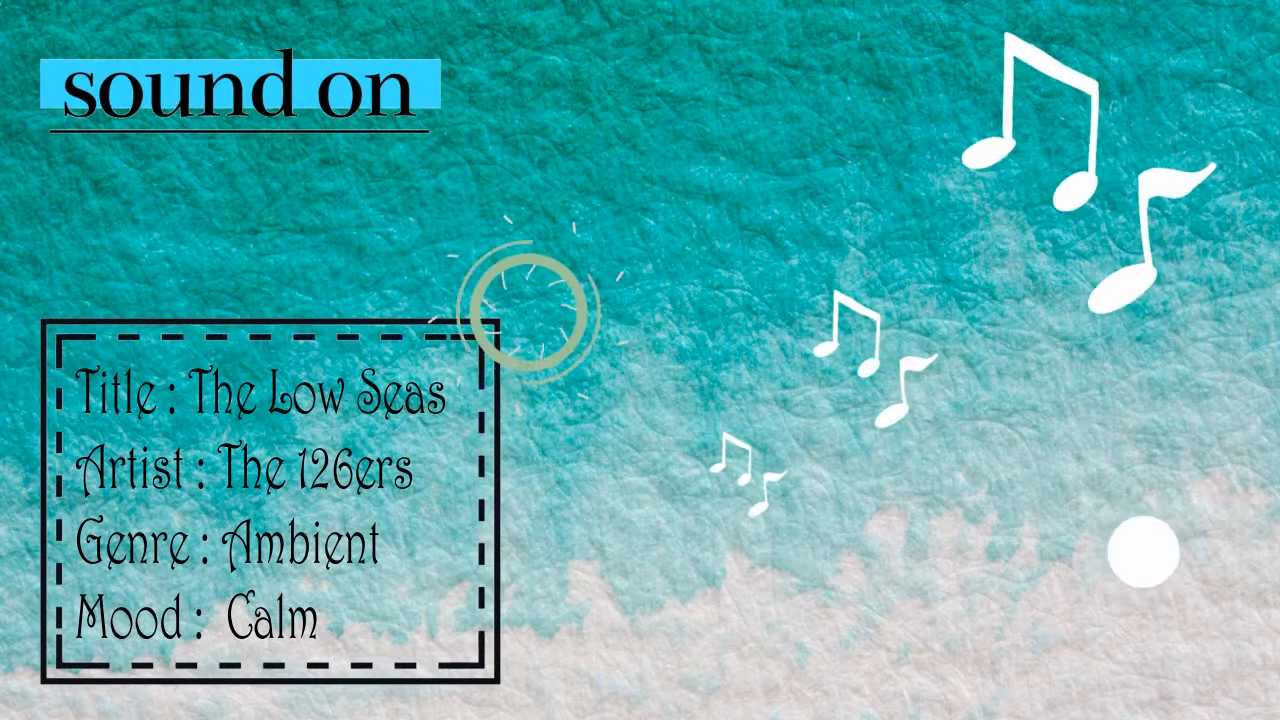 sound on
Title : The Low Seas
Artist : The 126ers
Genre : Ambient
Mood : Calm